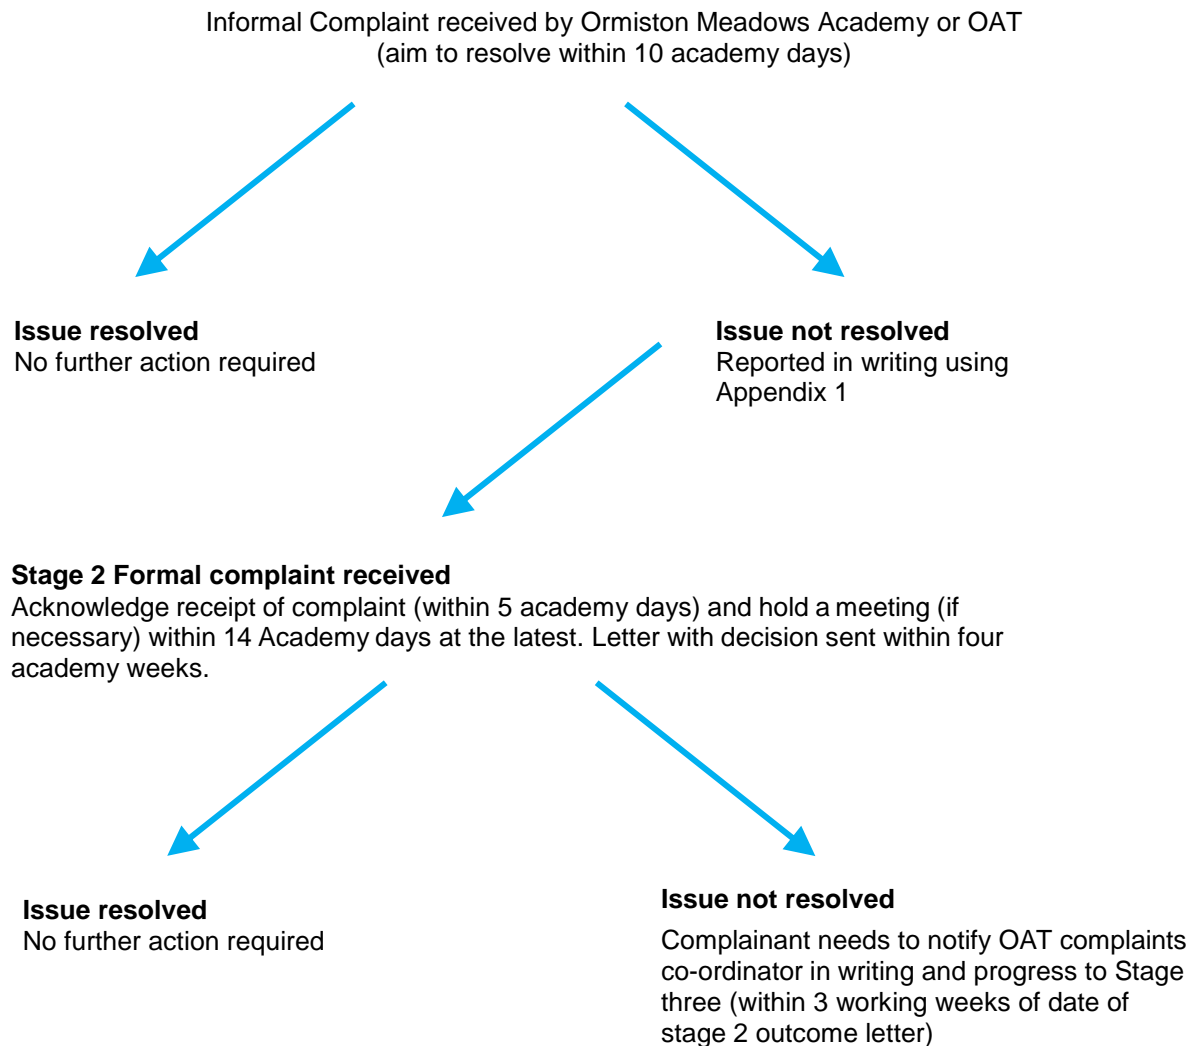 Informal Complaint received by Ormiston Meadows Academy or OAT
(aim to resolve within 10 academy days)
Issue resolved
No further action required
Issue not resolved
Reported in writing using
Appendix 1
Stage 2 Formal complaint received
Acknowledge receipt of complaint (within 5 academy days) and hold a meeting (if
necessary) within 14 Academy days at the latest. Letter with decision sent within four
academy weeks.
Issue resolved
No further action required
Issue not resolved
Complainant needs to notify OAT complaints
co-ordinator in writing and progress to Stage
three (within 3 working weeks of date of
stage 2 outcome letter)